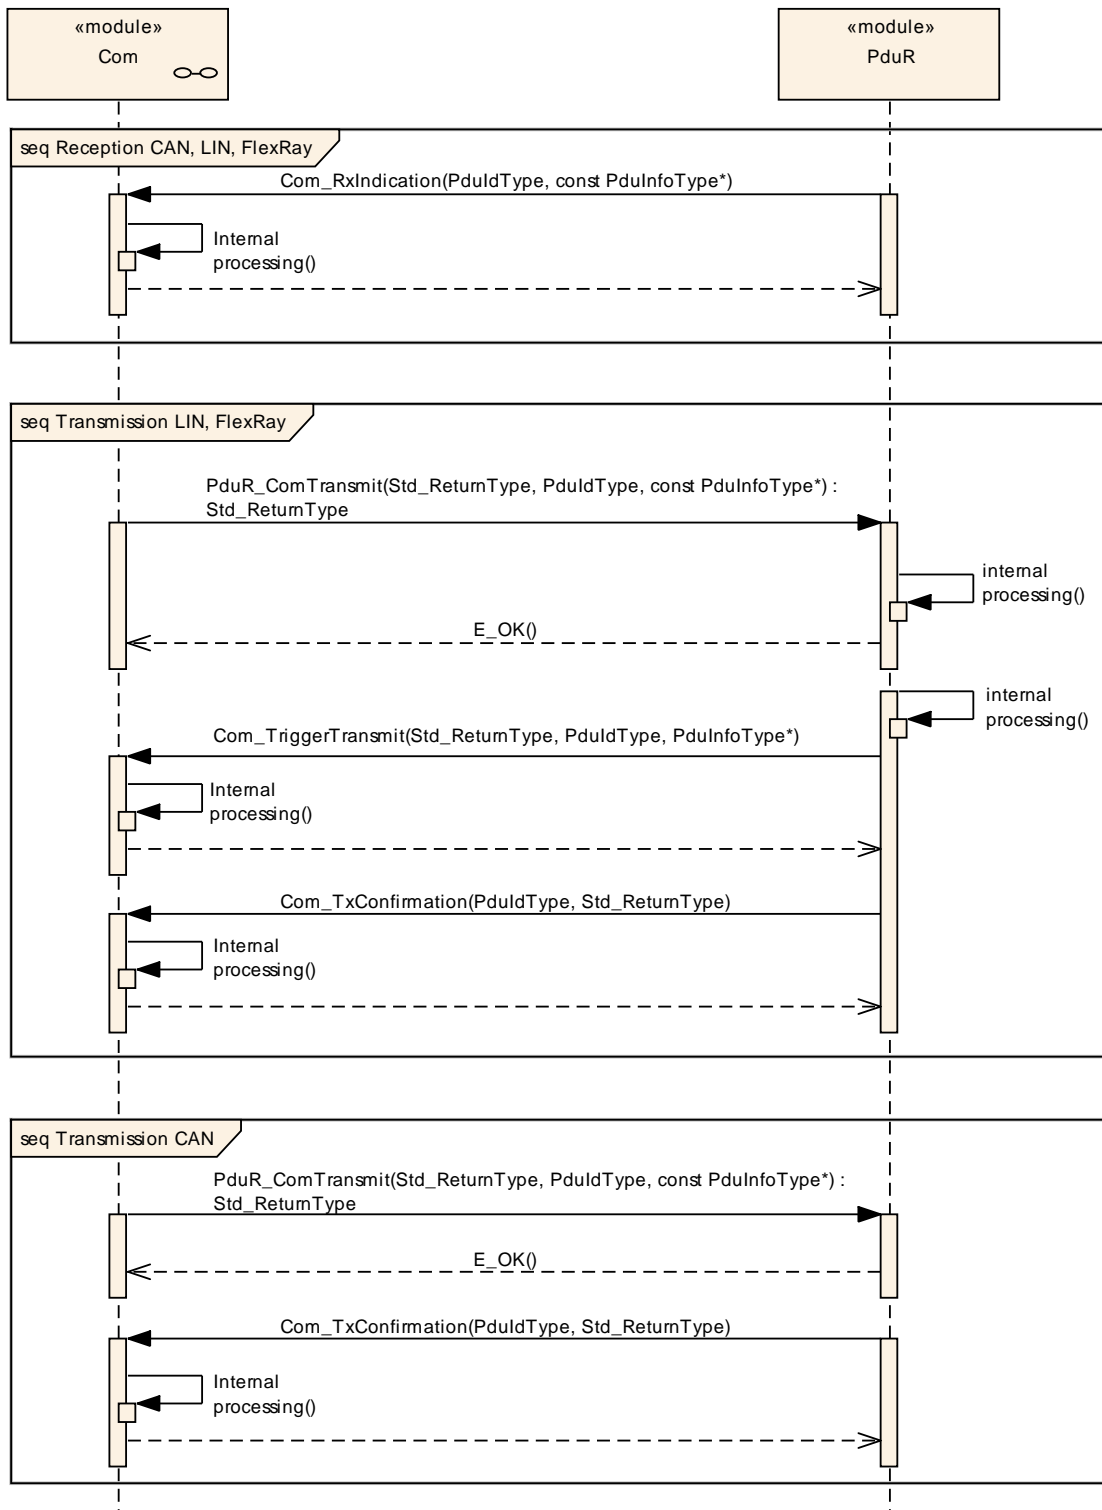 «module»
Com
«module»
PduR
seq Reception CAN, LIN, FlexRay
Com_RxIndication(PduIdType, const PduInfoType*)
Internal
processing()
seq Transmission LIN, FlexRay
PduR_ComTransmit(Std_ReturnType, PduIdType, const PduInfoType*) :
Std_ReturnType
internal
processing()
E_OK()
internal
processing()
Com_TriggerTransmit(Std_ReturnType, PduIdType, PduInfoType*)
Internal
processing()
Com_TxConfirmation(PduIdType, Std_ReturnType)
Internal
processing()
seq Transmission CAN
PduR_ComTransmit(Std_ReturnType, PduIdType, const PduInfoType*) :
Std_ReturnType
E_OK()
Com_TxConfirmation(PduIdType, Std_ReturnType)
Internal
processing()